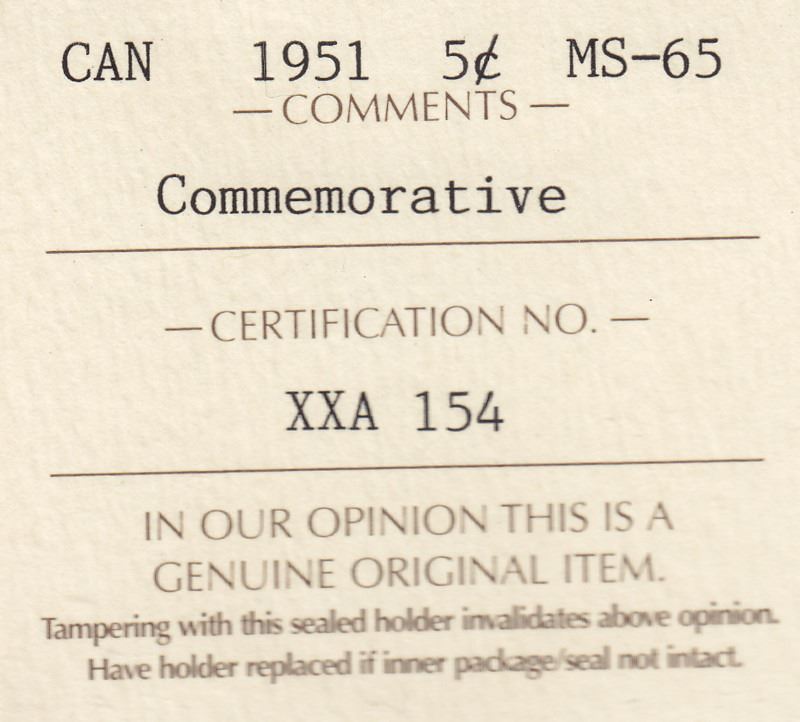 CAN 1951 5¢ MS-65
— COMMENTS —
Commemorative
— CERTIFICATION NO. —
XXA 154
IN OUR OPINION THIS IS A
GENUINE ORIGINAL ITEM.
Tampering with this sealed holder invalidates above opinion.
Have holder replaced if inner package/seal not intact.